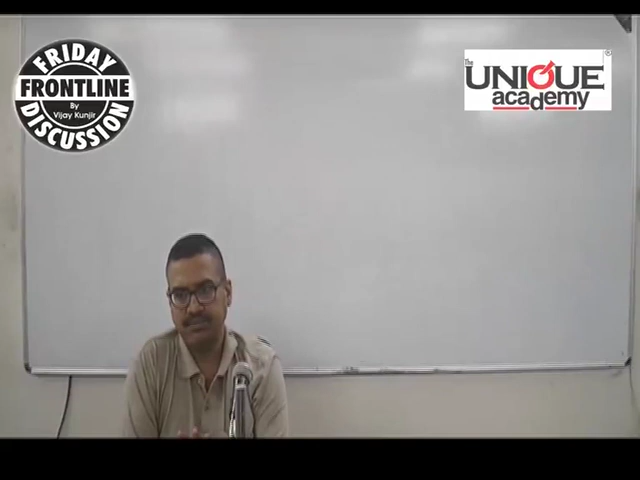 FRIDAY
FRONTLINE
By
Vijay Kunjir
DISCUSSION
The
UNIQUE
academy
®